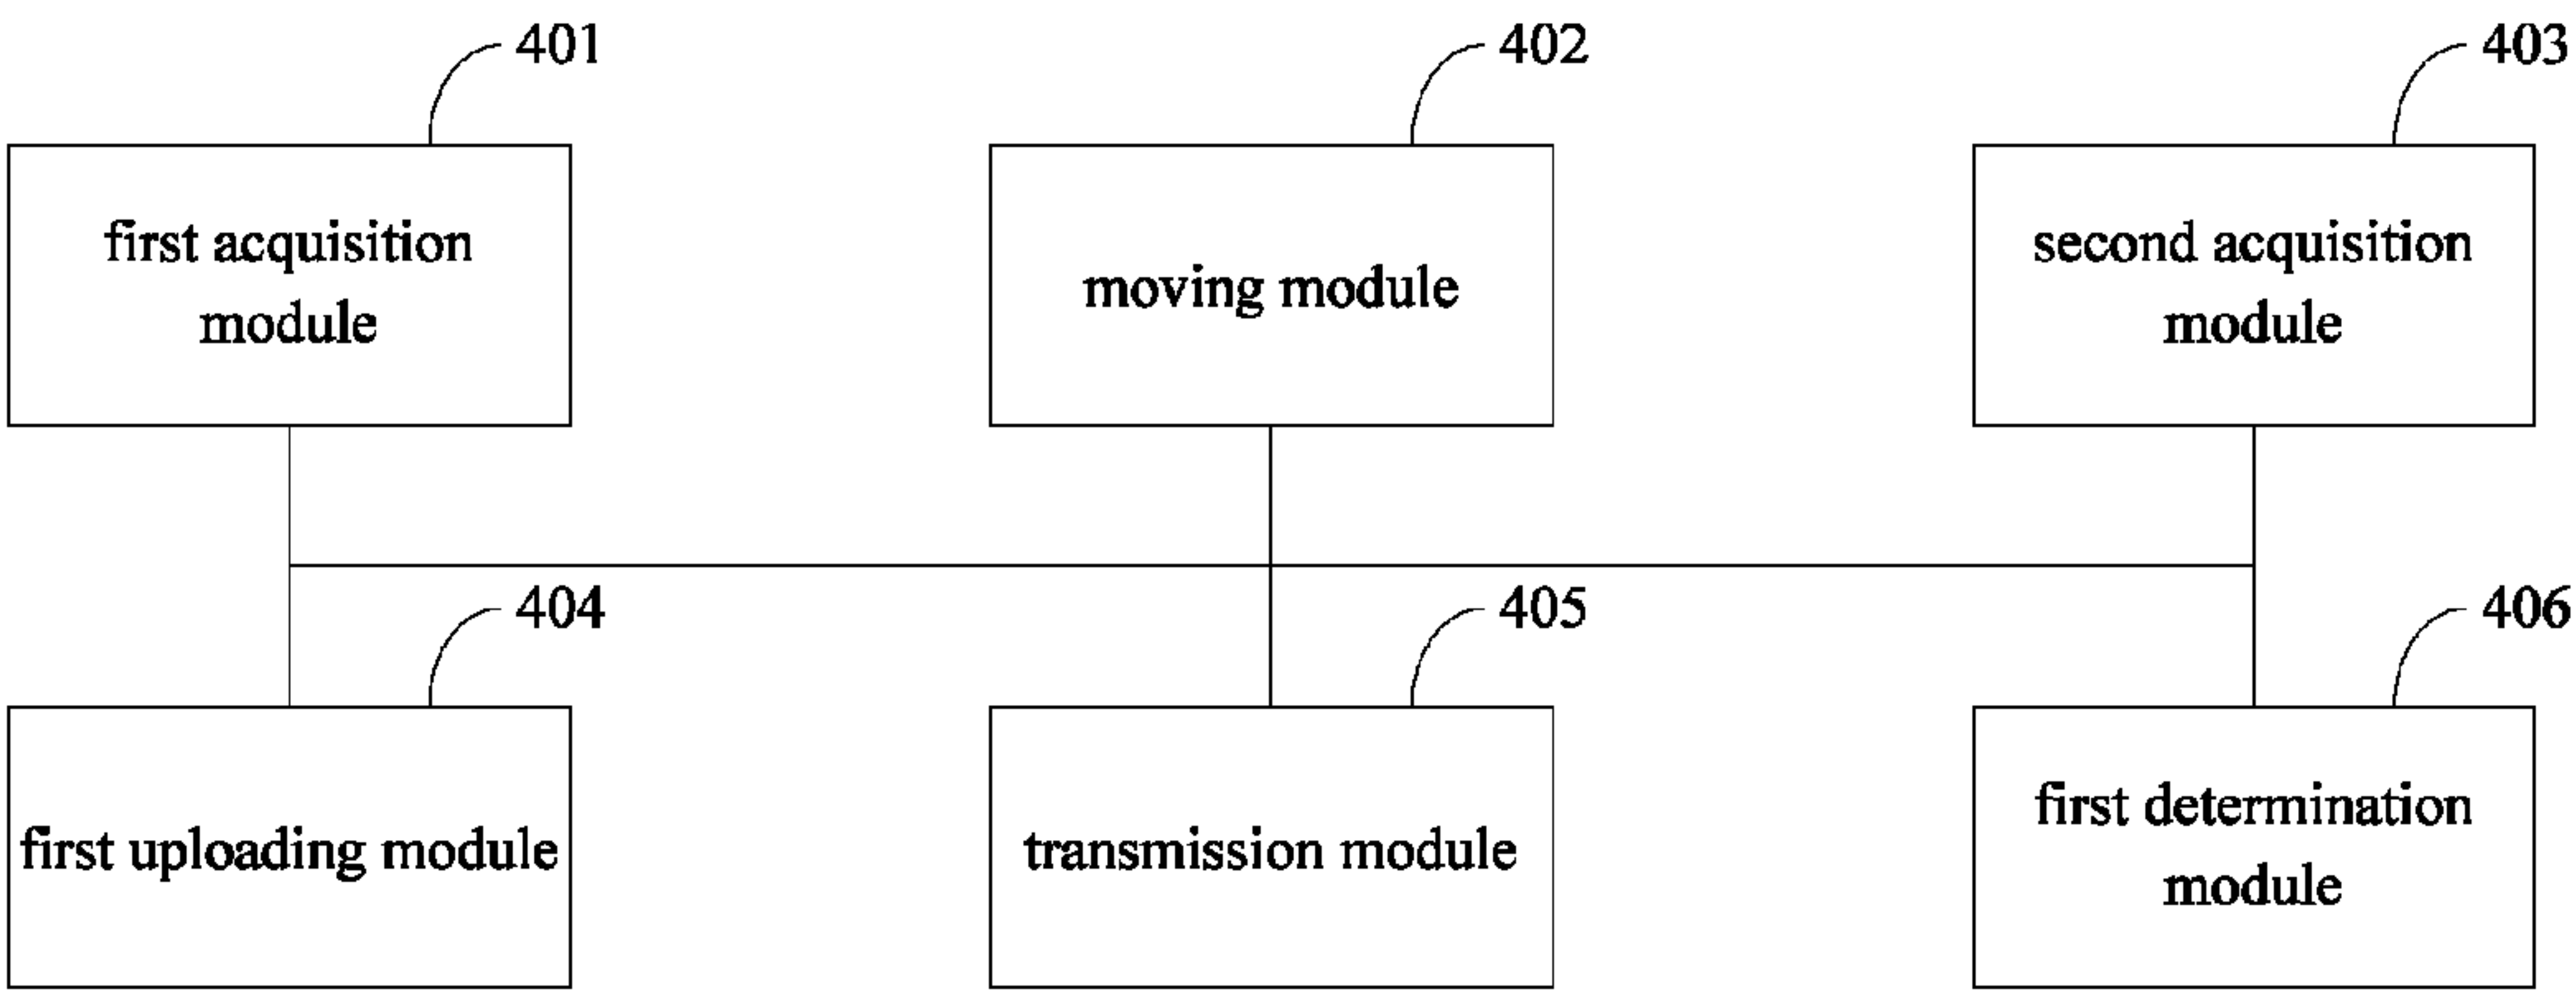 401
402
403
first acquisition
module
moving module
second acquisition
module
404
405
406
first uploading module
transmission module
first determination
module